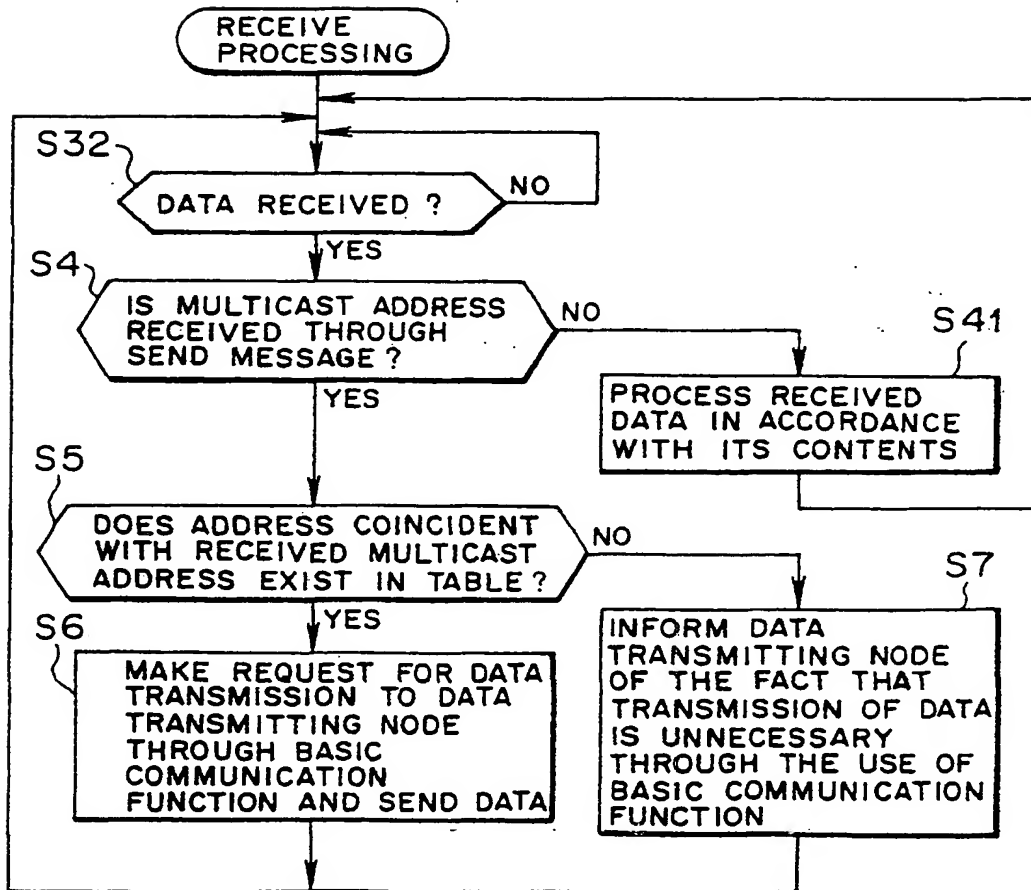 RECEIVE
PROCESSING
S32
DATA RECEIVED ?
NO
YES
S4
IS MULTICAST ADDRESS
RECEIVED THROUGH
SEND MESSAGE ?
NO
YES
S41
PROCESS RECEIVED
DATA IN ACCORDANCE
WITH ITS CONTENTS
S5
DOES ADDRESS COINCIDENT
WITH RECEIVED MULTICAST
ADDRESS EXIST IN TABLE ?
NO
YES
S6
MAKE REQUEST FOR DATA
TRANSMISSION TO DATA
TRANSMITTING NODE
THROUGH BASIC
COMMUNICATION
FUNCTION AND SEND DATA
S7
INFORM DATA
TRANSMITTING NODE
OF THE FACT THAT
TRANSMISSION OF DATA
IS UNNECESSARY
THROUGH THE USE OF
BASIC COMMUNICATION
FUNCTION